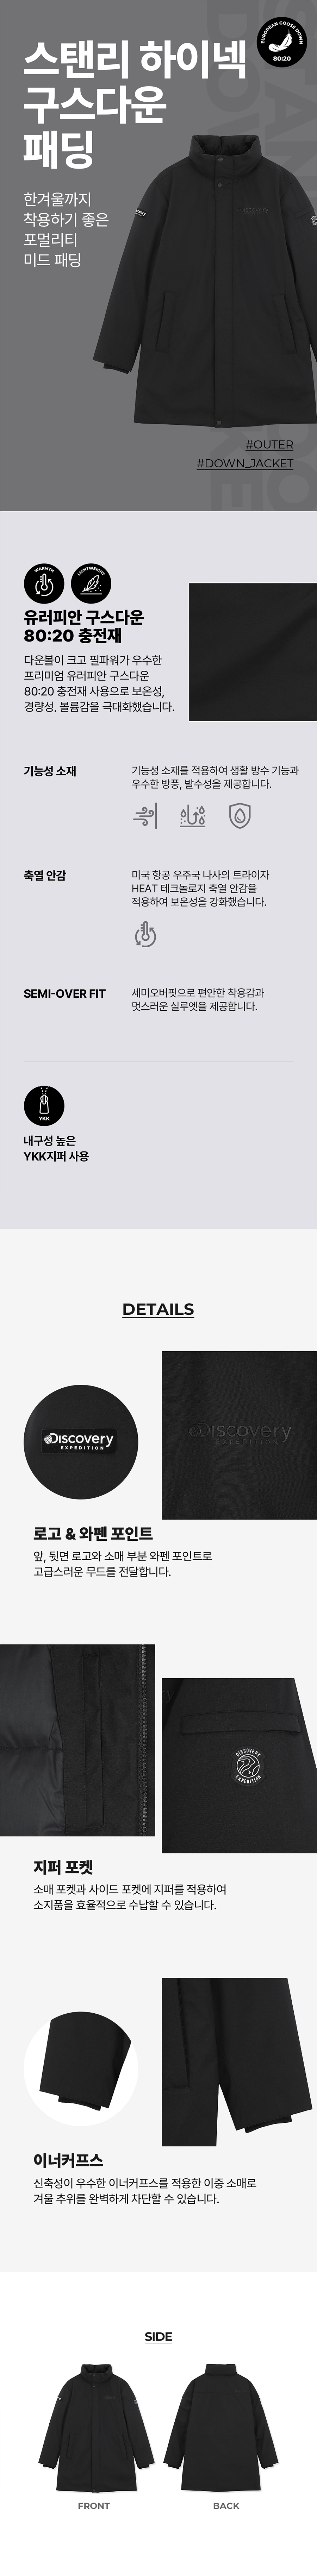 EUROPEAN GOOSE DOWN
80:20
스탠리 하이넥
구스다운
패딩
한겨울까지
착용하기 좋은
포멀리티
미드 패딩
DISCOVERY
#OUTER
#DOWN_JACKET
WARMTH
LIGHTWEIGHT
유러피안 구스다운
80:20 충전재
다운볼이 크고 필파워가 우수한
프리미엄 유러피안 구스다운
80:20 충전재 사용으로 보온성,
경량성, 볼륨감을 극대화했습니다.
기능성 소재
기능성 소재를 적용하여 생활 방수 기능과
우수한 방풍, 발수성을 제공합니다.
축열 안감
미국 항공 우주국 나사의 트라이자
HEAT 테크놀로지 축열 안감을
적용하여 보온성을 강화했습니다.
SEMI-OVER FIT
세미오버핏으로 편안한 착용감과
멋스러운 실루엣을 제공합니다.
YKK
내구성 높은
YKK지퍼 사용
DETAILS
Discovery
EXPEDITION
Discovery
EXPEDITION
로고 & 와펜 포인트
앞, 뒷면 로고와 소매 부분 와펜 포인트로
고급스러운 무드를 전달합니다.
DISCOVERY
EXPEDITION
지퍼 포켓
소매 포켓과 사이드 포켓에 지퍼를 적용하여
소지품을 효율적으로 수납할 수 있습니다.
이너커프스
신축성이 우수한 이너커프스를 적용한 이중 소매로
겨울 추위를 완벽하게 차단할 수 있습니다.
SIDE
FRONT
BACK